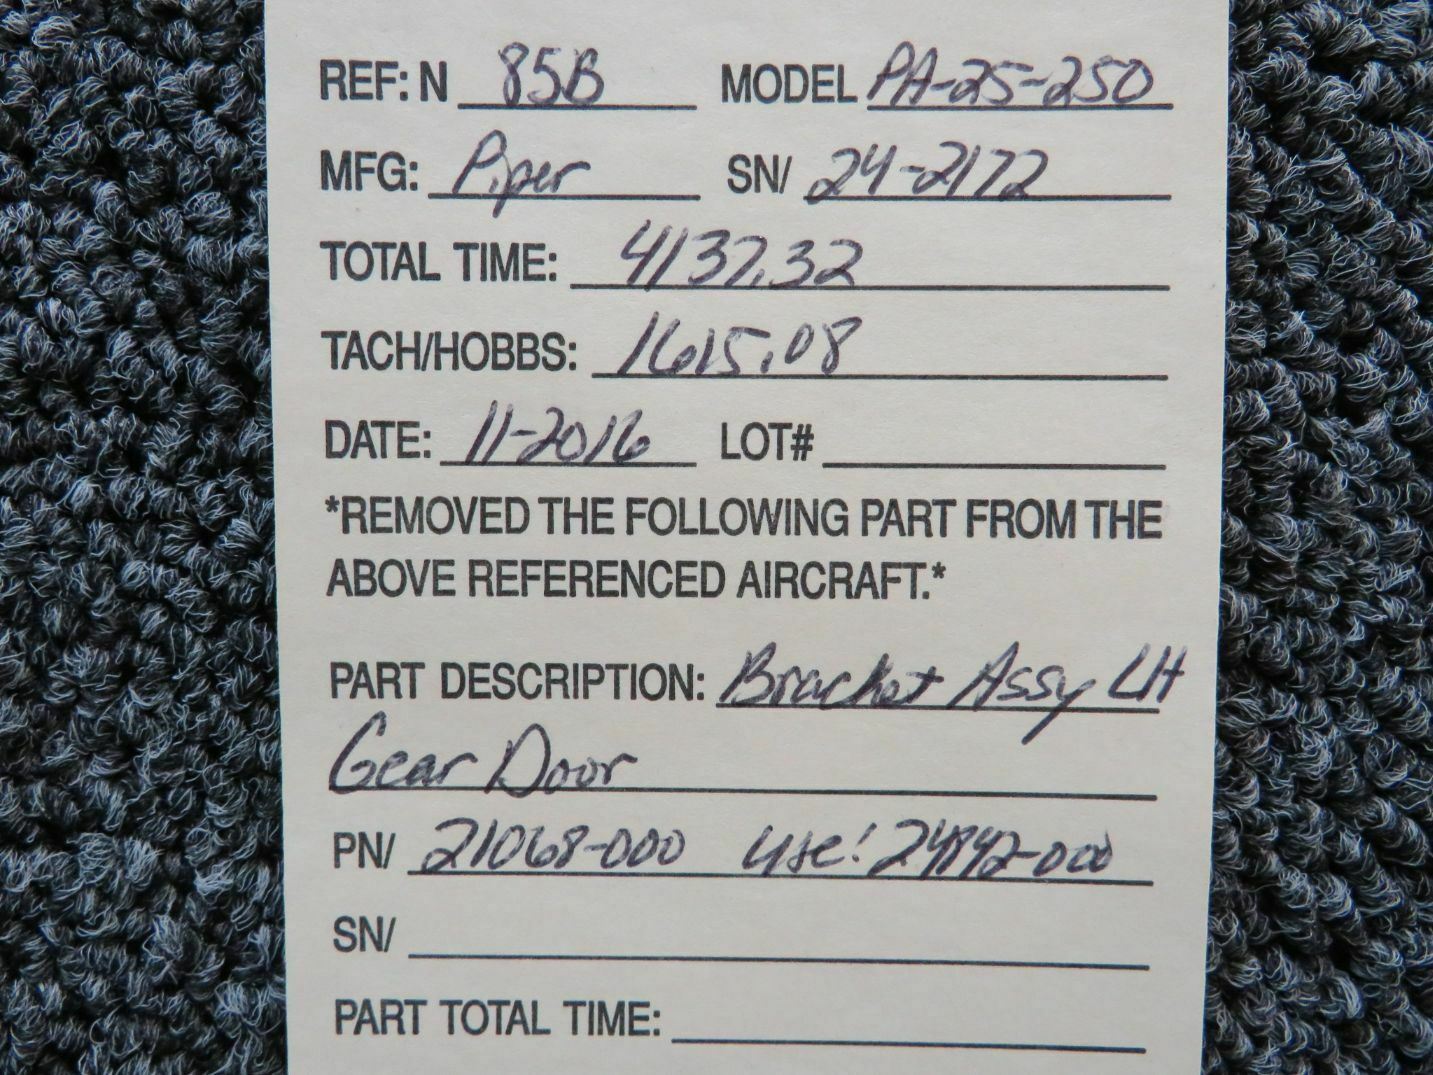 REF: N 85B MODEL PA-25-250
MFG: Piper SN/ 24-2172
TOTAL TIME: 4137.32
TACH/HOBBS: 1615.08
DATE: 11-2016 LOT#
*REMOVED THE FOLLOWING PART FROM THE
ABOVE REFERENCED AIRCRAFT.*
PART DESCRIPTION: Bracket Assy LH
Gear Door
PN/ 21068-000 use: 24842-000
SN/
PART TOTAL TIME: